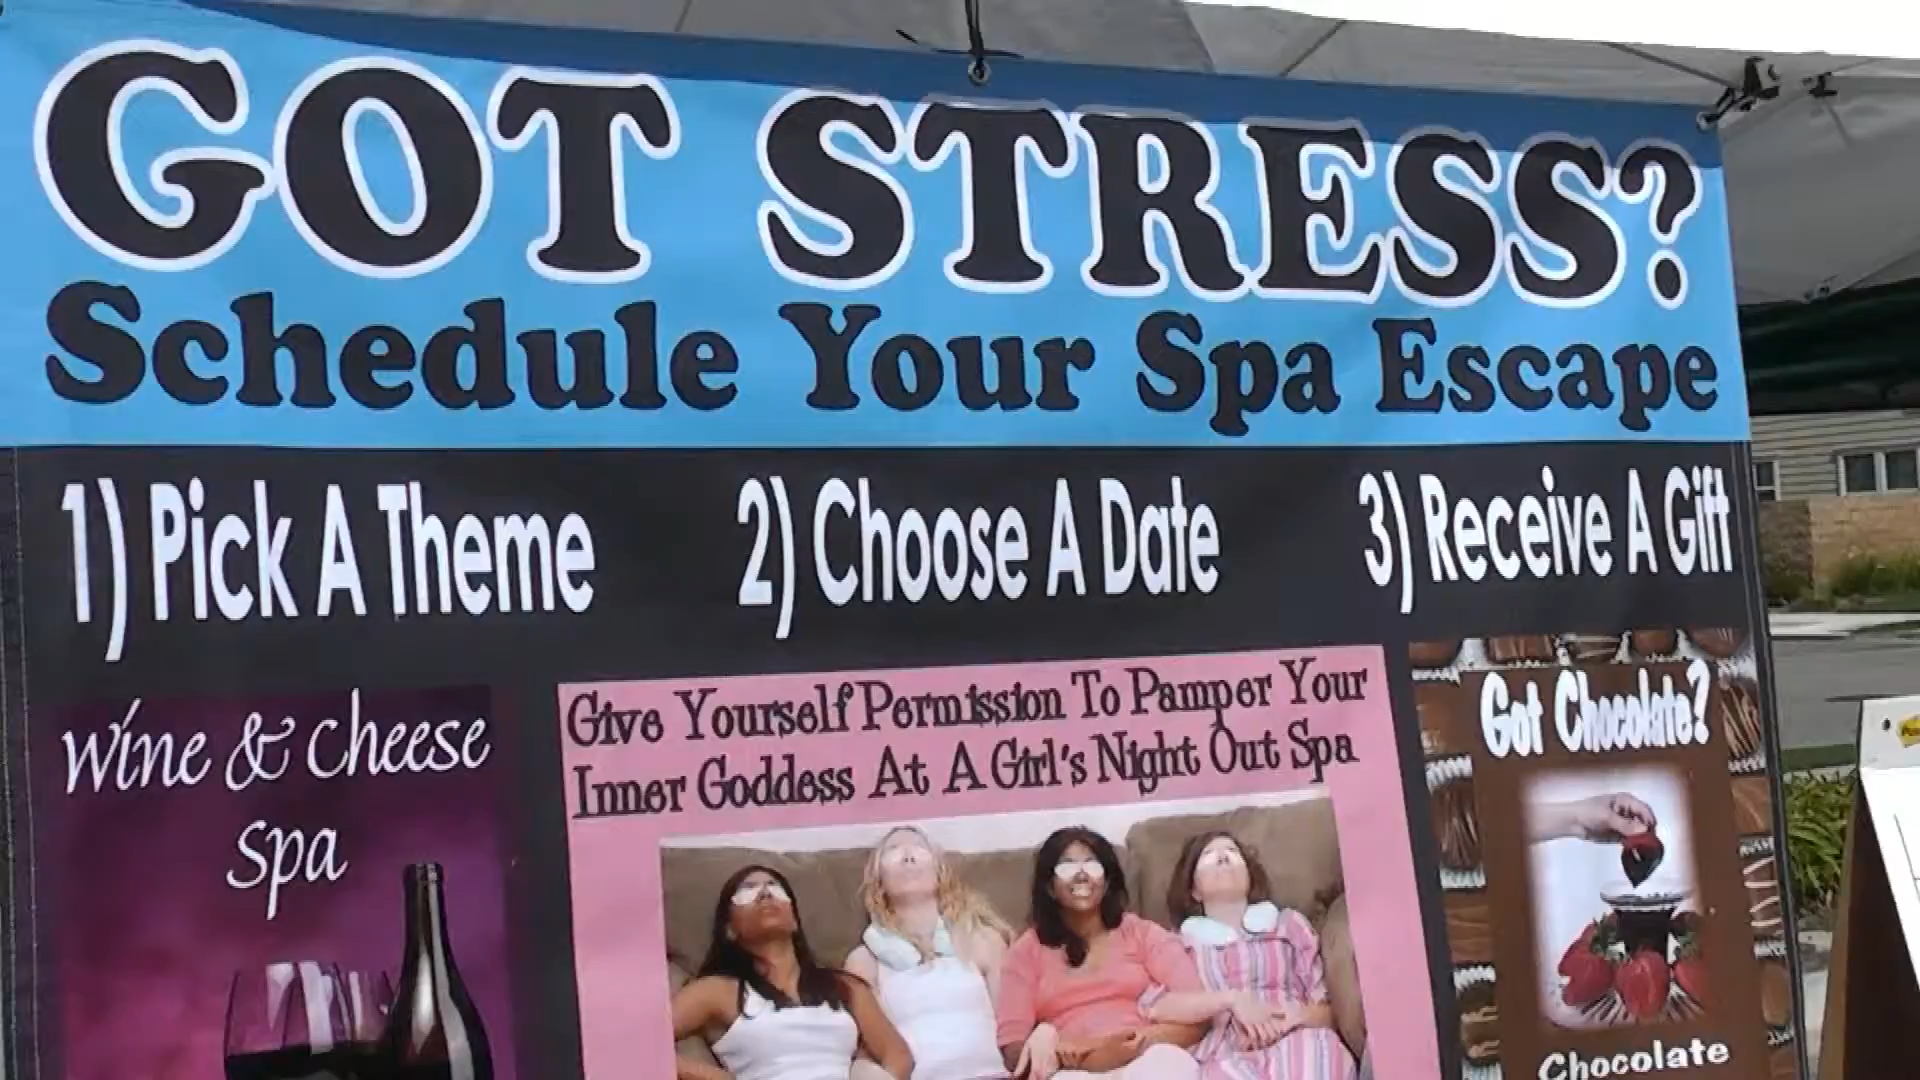 GOT STRESS?
Schedule Your Spa Escape
1) Pick A Theme
2) Choose A Date
3) Receive A Gift
Wine & Cheese
Spa
Give Yourself Permission To Pamper Your
Inner Goddess At A Girl's Night Out Spa
Got Chocolate?
Chocolate